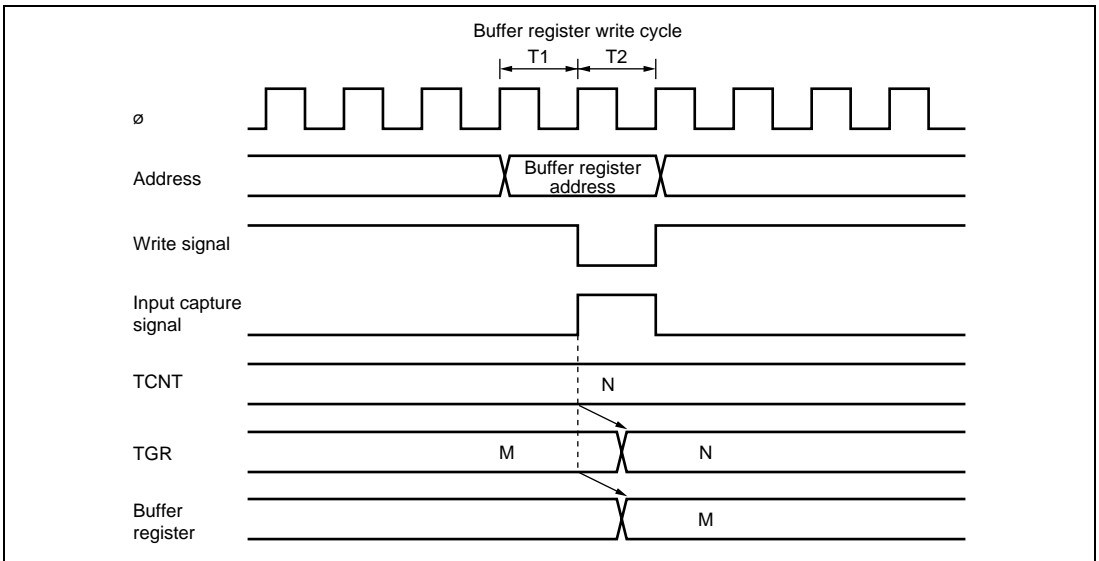 Buffer register write cycle
T1 T2
ø
Address
Buffer register
address
Write signal
Input capture
signal
TCNT
N
TGR
M N
Buffer
register
M